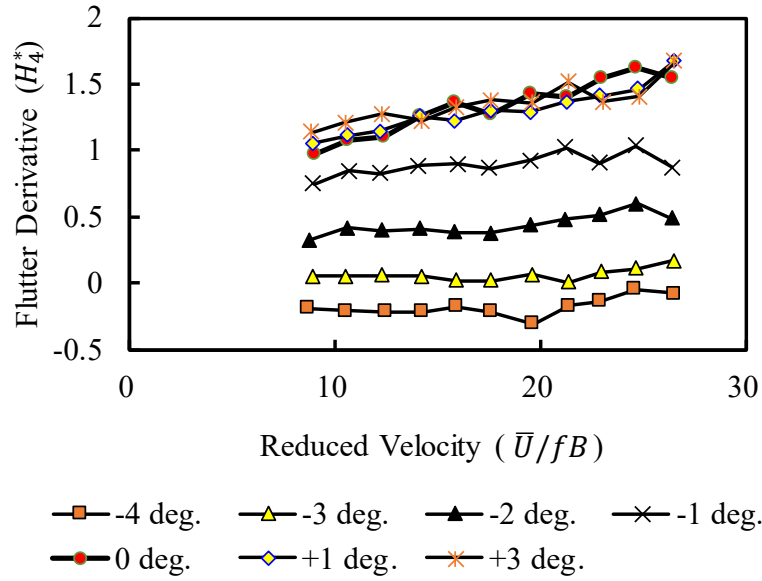 2
1.5
1
0.5
0
-0.5
0 10 20 30
Flutter Derivative (H₄*)
Reduced Velocity ( U̅/fB)
-4 deg. -3 deg. -2 deg. -1 deg.
0 deg. +1 deg. +3 deg.